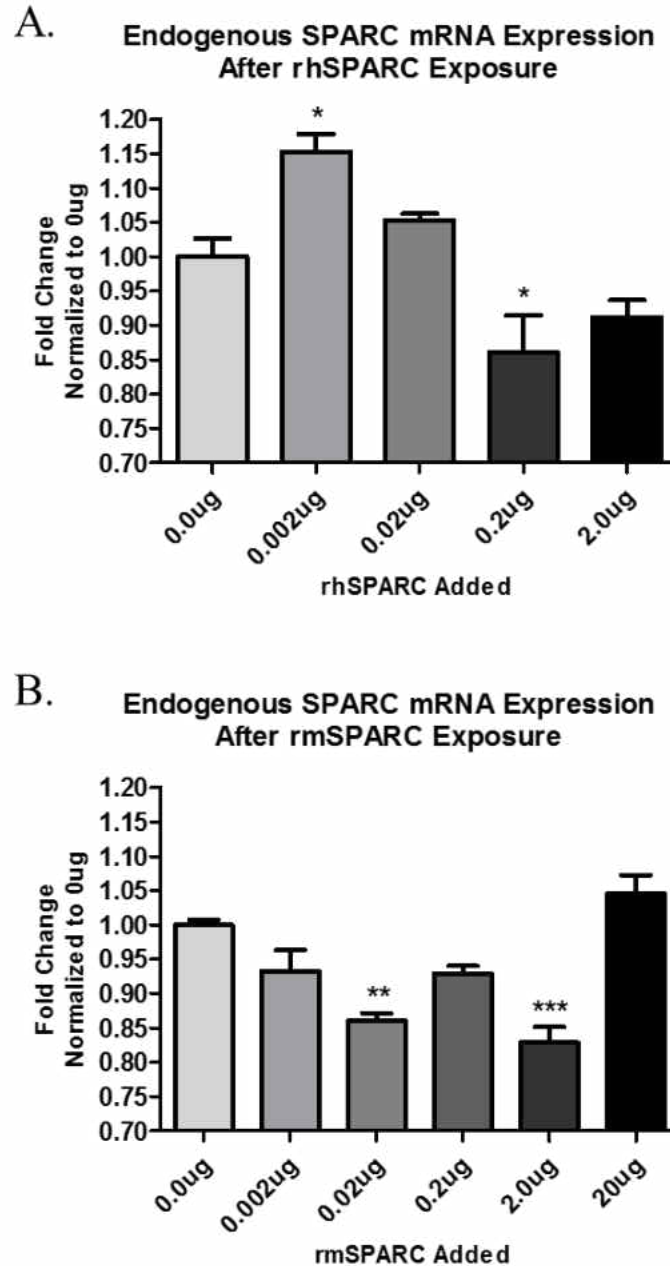 A.
Endogenous SPARC mRNA Expression
After rhSPARC Exposure
Fold Change
Normalized to 0ug
1.20
1.15
1.10
1.05
1.00
0.95
0.90
0.85
0.80
0.75
0.70
*
*
0.0ug
0.002ug
0.02ug
0.2ug
2.0ug
rhSPARC Added
B.
Endogenous SPARC mRNA Expression
After rmSPARC Exposure
Fold Change
Normalized to 0ug
1.20
1.15
1.10
1.05
1.00
0.95
0.90
0.85
0.80
0.75
0.70
**
***
0.0ug
0.002ug
0.02ug
0.2ug
2.0ug
20ug
rmSPARC Added